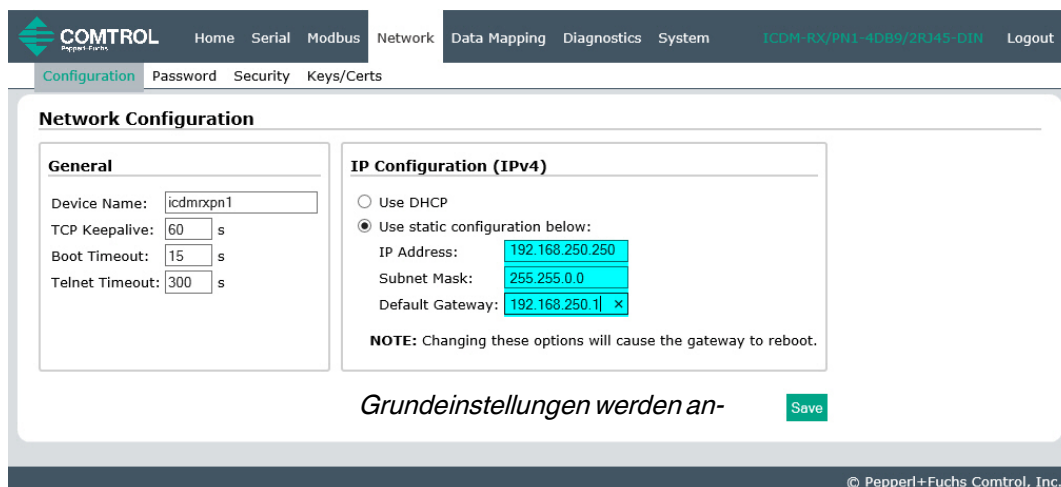 COMTROL
Pepperl-Fuchs
Home Serial Modbus Network Data Mapping Diagnostics System ICDM-RX/PN1-4DB9/2RJ45-DIN Logout
Configuration Password Security Keys/Certs
Network Configuration
General
Device Name: icdmrxpn1
TCP Keepalive: 60 s
Boot Timeout: 15 s
Telnet Timeout: 300 s
IP Configuration (IPv4)
Use DHCP
Use static configuration below:
IP Address: 192.168.250.250
Subnet Mask: 255.255.0.0
Default Gateway: 192.168.250.1 ×
NOTE: Changing these options will cause the gateway to reboot.
Grundeinstellungen werden an-
Save
© Pepperl+Fuchs Comtrol, Inc.